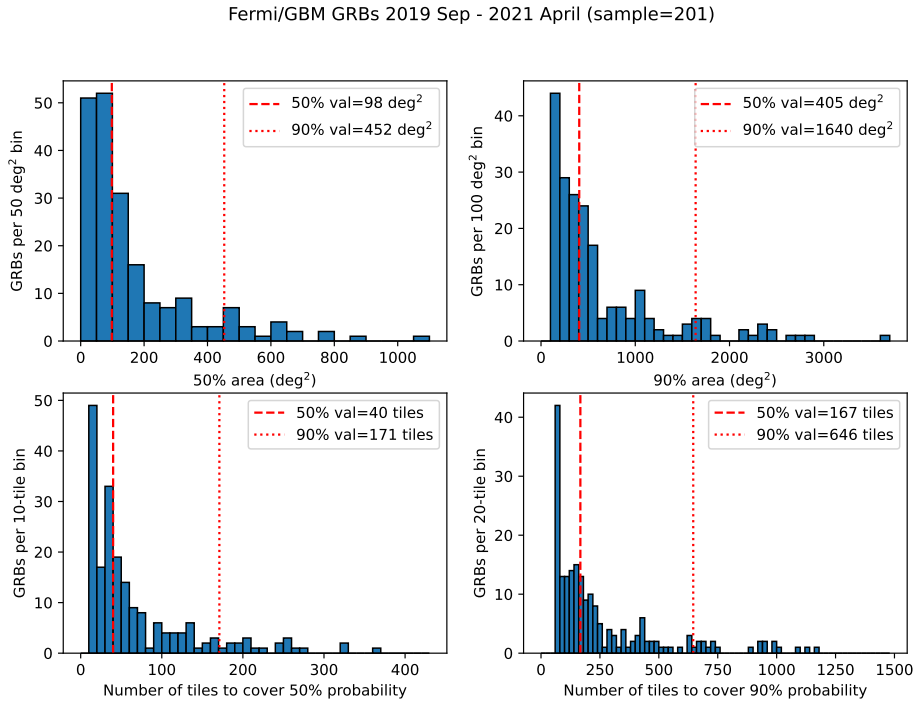 Fermi/GBM GRBs 2019 Sep - 2021 April (sample=201)
GRBs per 50 deg² bin
50
40
30
20
10
0
50% val=98 deg²
90% val=452 deg²
0 200 400 600 800 1000
50% area (deg²)
GRBs per 100 deg² bin
40
30
20
10
0
50% val=405 deg²
90% val=1640 deg²
0 1000 2000 3000
90% area (deg²)
GRBs per 10-tile bin
50
40
30
20
10
0
50% val=40 tiles
90% val=171 tiles
0 100 200 300 400
Number of tiles to cover 50% probability
GRBs per 20-tile bin
40
30
20
10
0
50% val=167 tiles
90% val=646 tiles
0 250 500 750 1000 1250 1500
Number of tiles to cover 90% probability